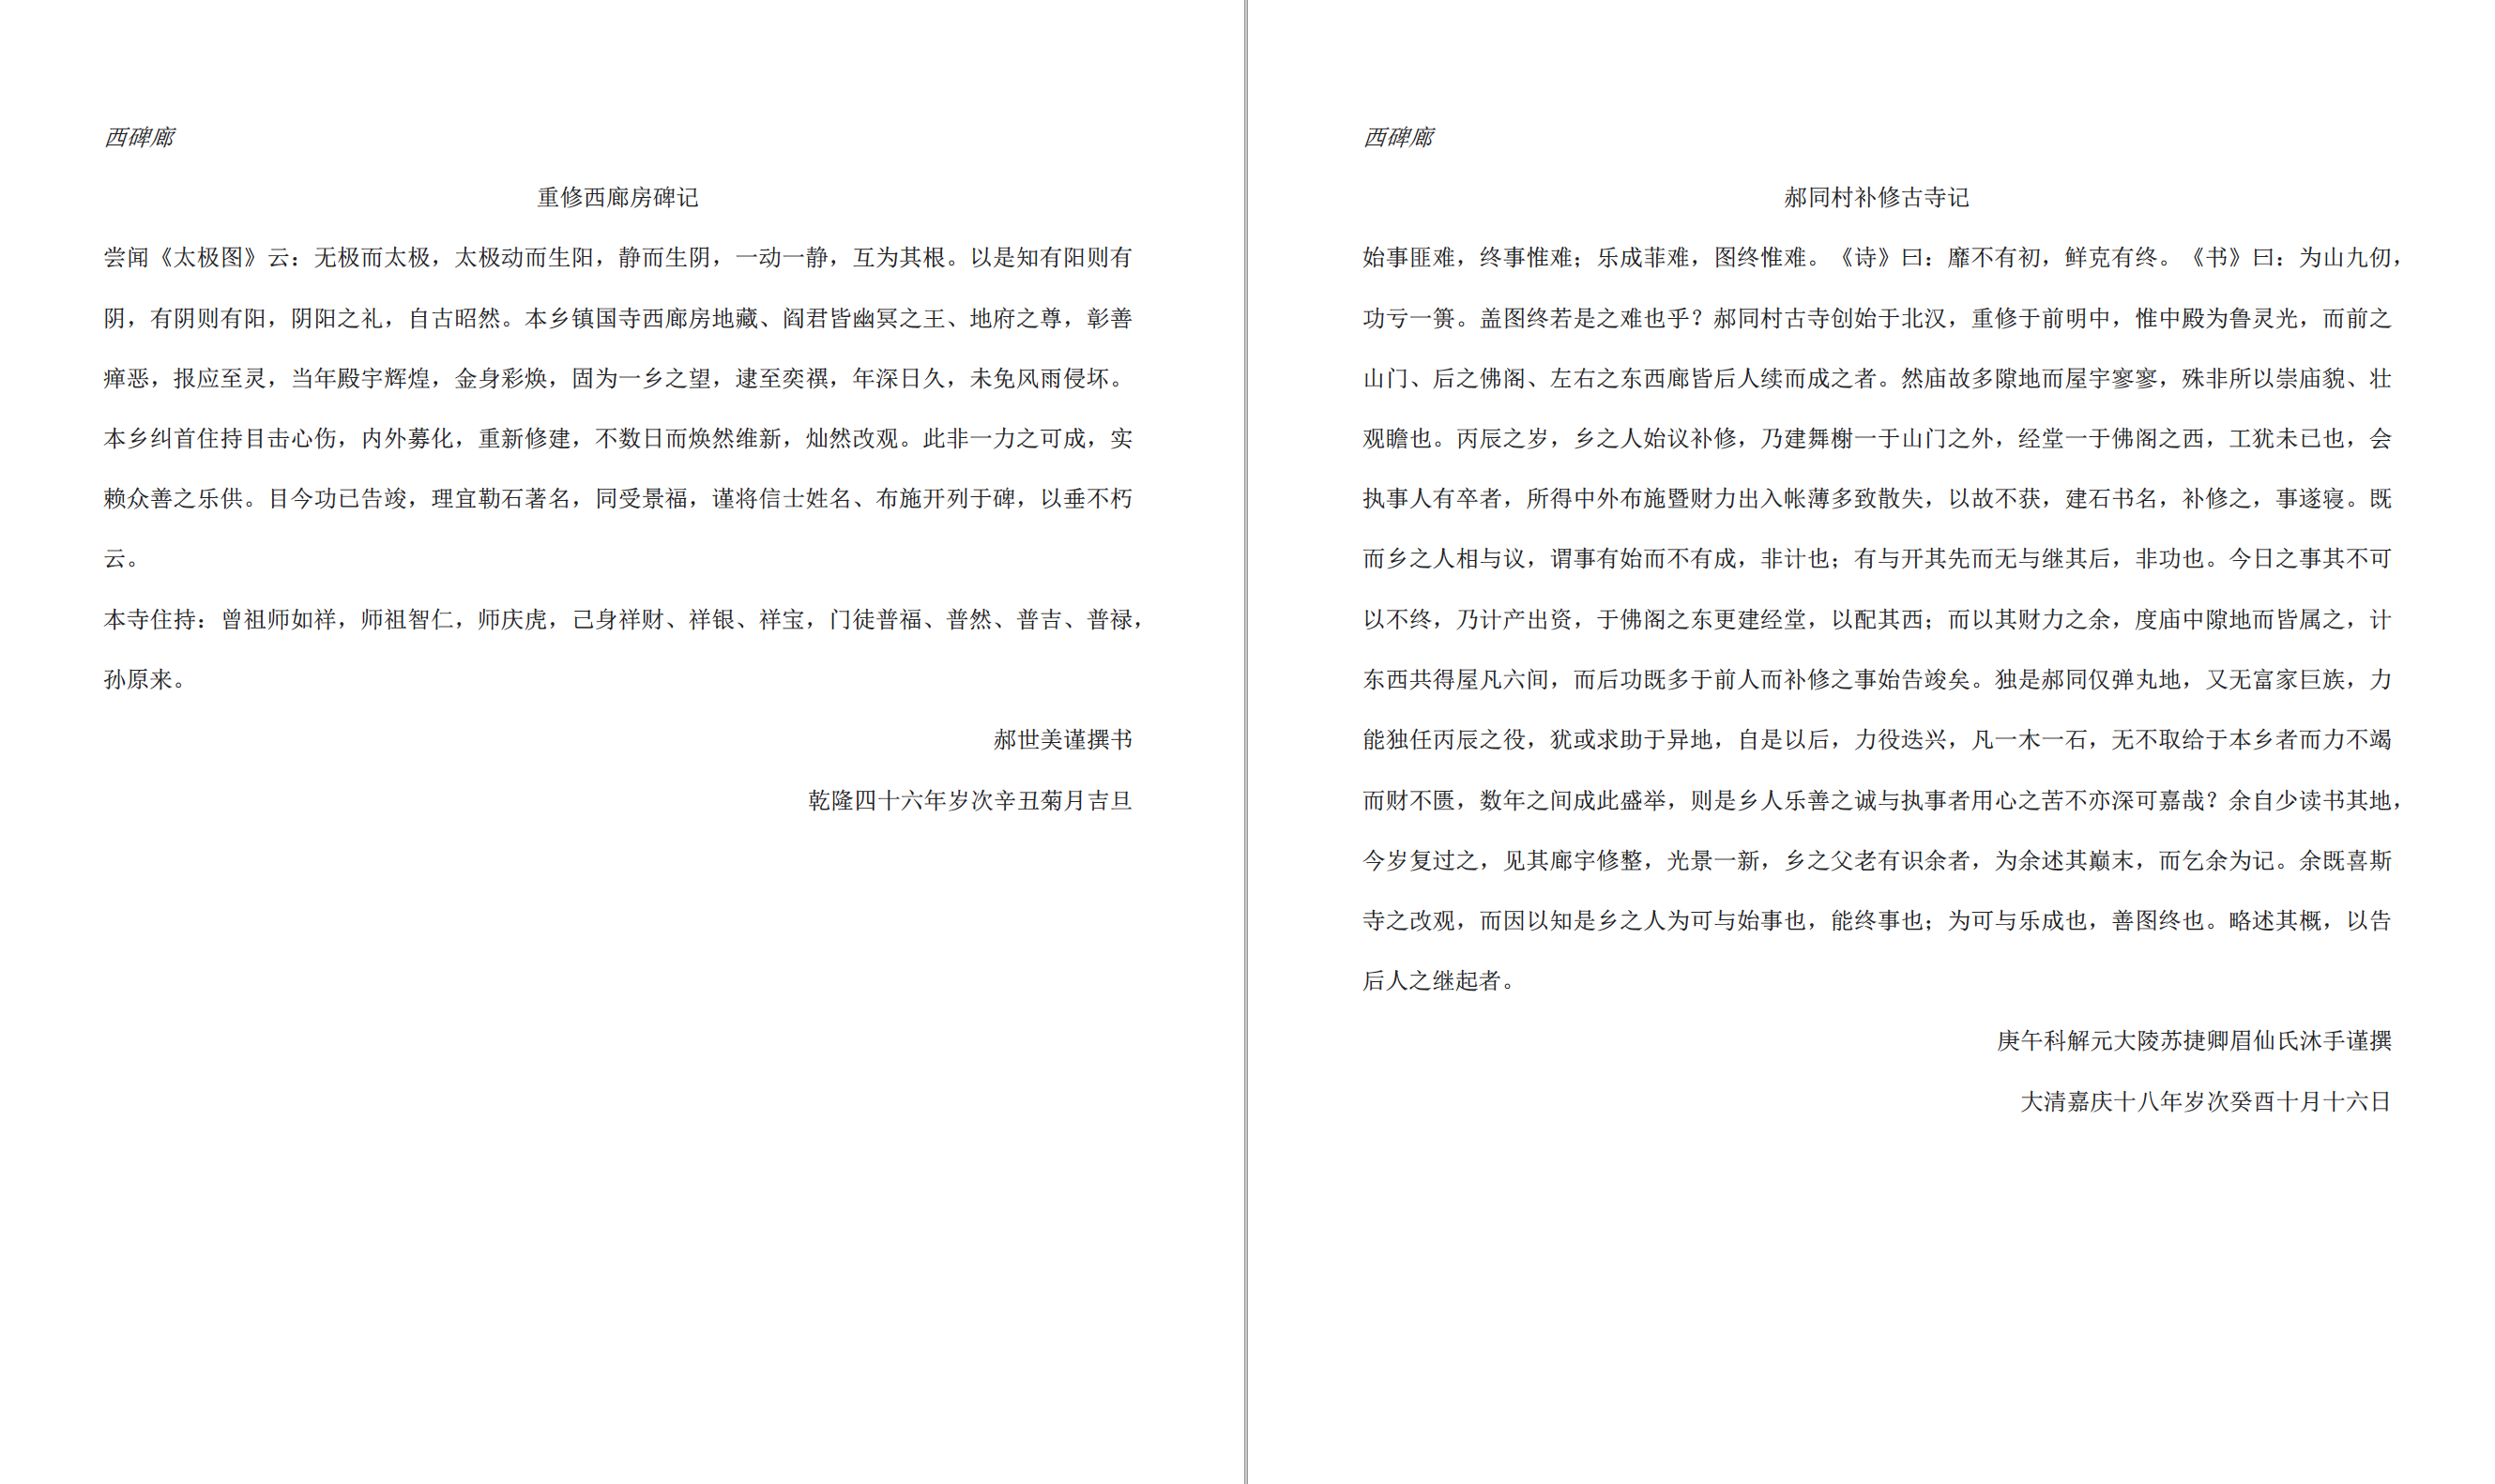 西碑廊
重修西廊房碑记
尝闻《太极图》云：无极而太极，太极动而生阳，静而生阴，一动一静，互为其根。以是知有阳则有
阴，有阴则有阳，阴阳之礼，自古昭然。本乡镇国寺西廊房地藏、阎君皆幽冥之王、地府之尊，彰善
瘅恶，报应至灵，当年殿宇辉煌，金身彩焕，固为一乡之望，逮至奕禩，年深日久，未免风雨侵坏。
本乡纠首住持目击心伤，内外募化，重新修建，不数日而焕然维新，灿然改观。此非一力之可成，实
赖众善之乐供。目今功已告竣，理宜勒石著名，同受景福，谨将信士姓名、布施开列于碑，以垂不朽
云。
本寺住持：曾祖师如祥，师祖智仁，师庆虎，己身祥财、祥银、祥宝，门徒普福、普然、普吉、普禄，
孙原来。
郝世美谨撰书
乾隆四十六年岁次辛丑菊月吉旦
西碑廊
郝同村补修古寺记
始事匪难，终事惟难；乐成菲难，图终惟难。《诗》曰：靡不有初，鲜克有终。《书》曰：为山九仞，
功亏一篑。盖图终若是之难也乎？郝同村古寺创始于北汉，重修于前明中，惟中殿为鲁灵光，而前之
山门、后之佛阁、左右之东西廊皆后人续而成之者。然庙故多隙地而屋宇寥寥，殊非所以崇庙貌、壮
观瞻也。丙辰之岁，乡之人始议补修，乃建舞榭一于山门之外，经堂一于佛阁之西，工犹未已也，会
执事人有卒者，所得中外布施暨财力出入帐薄多致散失，以故不获，建石书名，补修之，事遂寝。既
而乡之人相与议，谓事有始而不有成，非计也；有与开其先而无与继其后，非功也。今日之事其不可
以不终，乃计产出资，于佛阁之东更建经堂，以配其西；而以其财力之余，度庙中隙地而皆属之，计
东西共得屋凡六间，而后功既多于前人而补修之事始告竣矣。独是郝同仅弹丸地，又无富家巨族，力
能独任丙辰之役，犹或求助于异地，自是以后，力役迭兴，凡一木一石，无不取给于本乡者而力不竭
而财不匮，数年之间成此盛举，则是乡人乐善之诚与执事者用心之苦不亦深可嘉哉？余自少读书其地，
今岁复过之，见其廊宇修整，光景一新，乡之父老有识余者，为余述其巅末，而乞余为记。余既喜斯
寺之改观，而因以知是乡之人为可与始事也，能终事也；为可与乐成也，善图终也。略述其概，以告
后人之继起者。
庚午科解元大陵苏捷卿眉仙氏沐手谨撰
大清嘉庆十八年岁次癸酉十月十六日